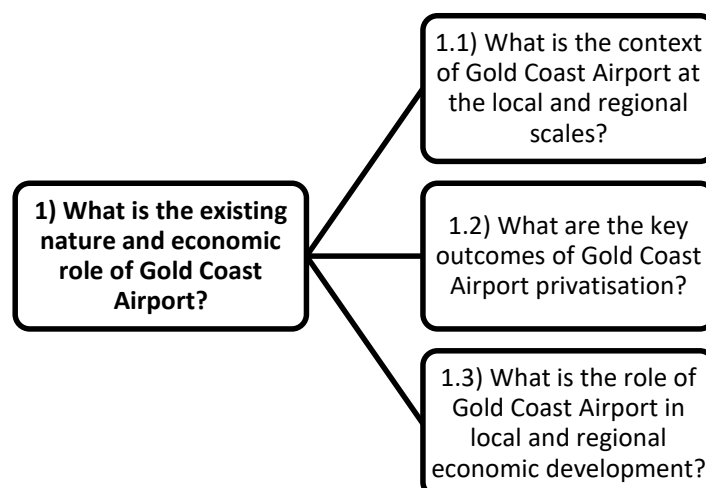 1) What is the existing
nature and economic
role of Gold Coast
Airport?
1.1) What is the context
of Gold Coast Airport at
the local and regional
scales?
1.2) What are the key
outcomes of Gold Coast
Airport privatisation?
1.3) What is the role of
Gold Coast Airport in
local and regional
economic development?